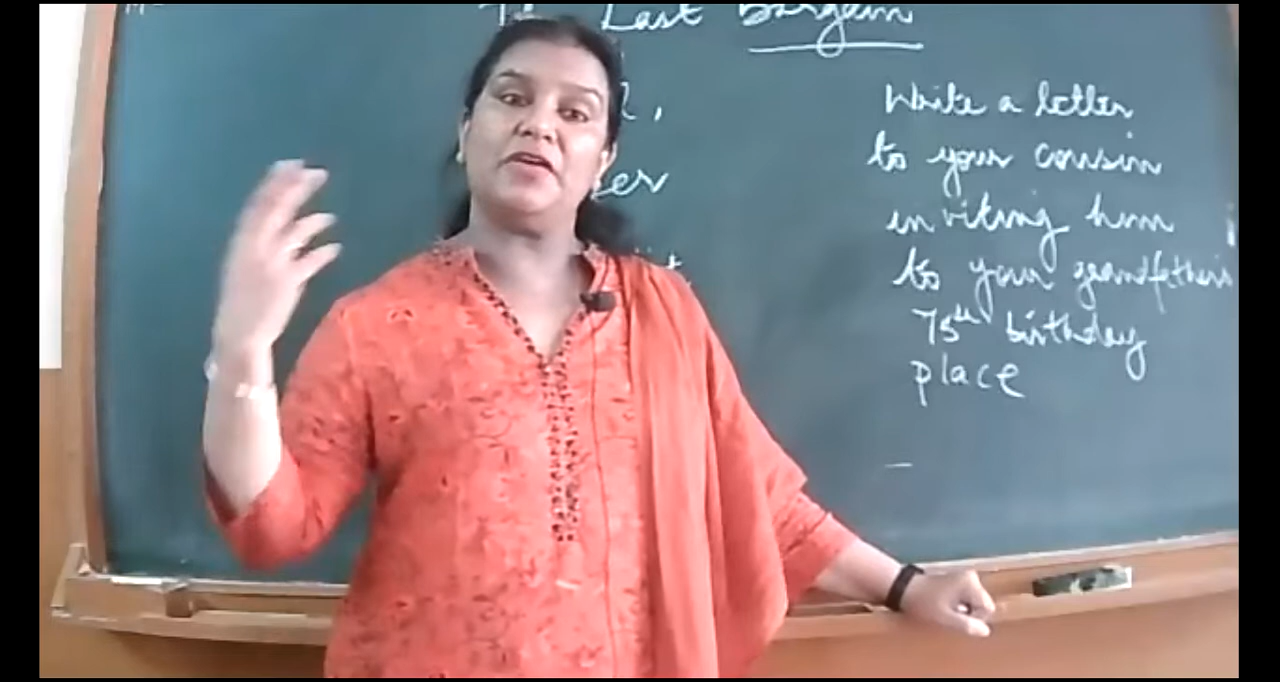 Last Bargain
Write a letter
to your cousin
inviting him
to your grandfather's
75th birthday
place